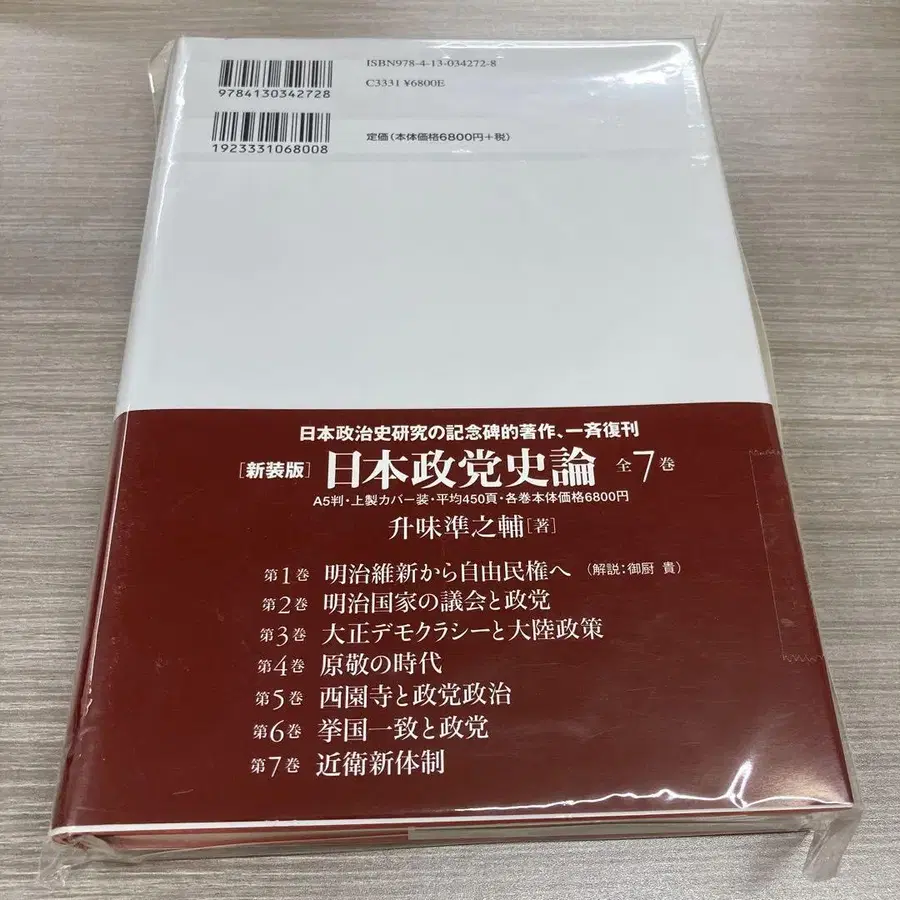 ISBN978-4-13-034272-8
C3331 ¥6800E
9784130342728
定価(本体価格6800円+税)
1923331068008
日本政治史研究の記念碑的著作、一斉復刊
[新装版] 日本政党史論 全7巻
A5判・上製カバー装・平均450頁・各巻本体価格6800円
升味準之輔[著]
第1巻 明治維新から自由民権へ (解説:御厨 貴)
第2巻 明治国家の議会と政党
第3巻 大正デモクラシーと大陸政策
第4巻 原敬の時代
第5巻 西園寺と政党政治
第6巻 挙国一致と政党
第7巻 近衛新体制